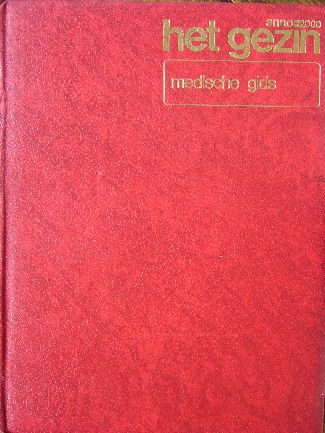 anno 2000
het gezin
medische gids